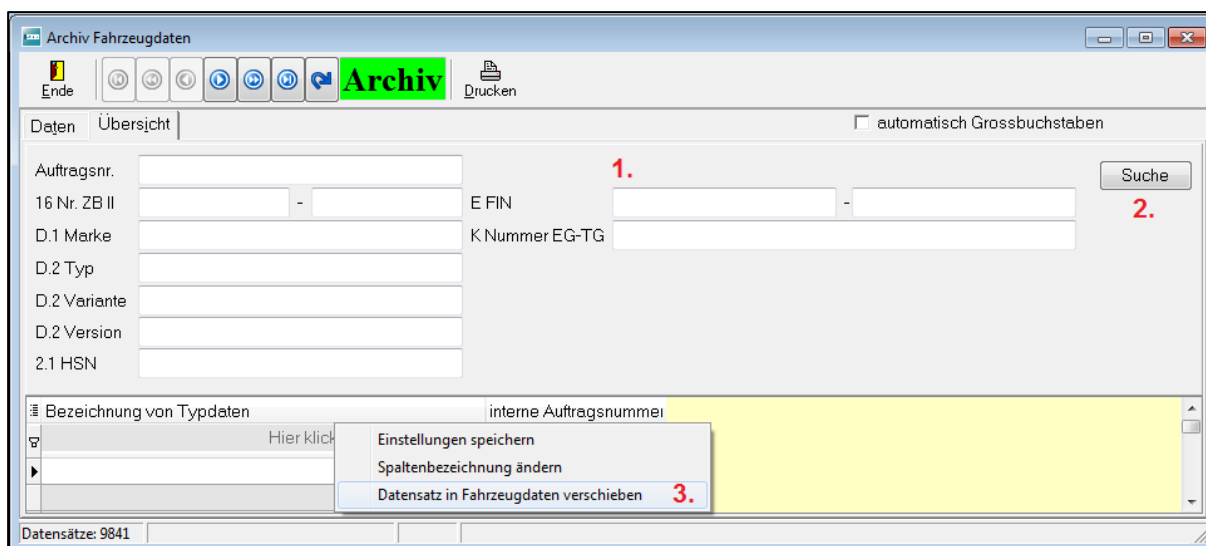 Archiv Fahrzeugdaten
Ende Archiv Drucken
Daten Übersicht automatisch Grossbuchstaben
Auftragsnr. 1. Suche
16 Nr. ZB II - E FIN - 2.
D.1 Marke K Nummer EG-TG
D.2 Typ
D.2 Variante
D.2 Version
2.1 HSN
Bezeichnung von Typdaten interne Auftragsnummer
Hier klick
Einstellungen speichern
Spaltenbezeichnung ändern
Datensatz in Fahrzeugdaten verschieben 3.
Datensätze: 9841